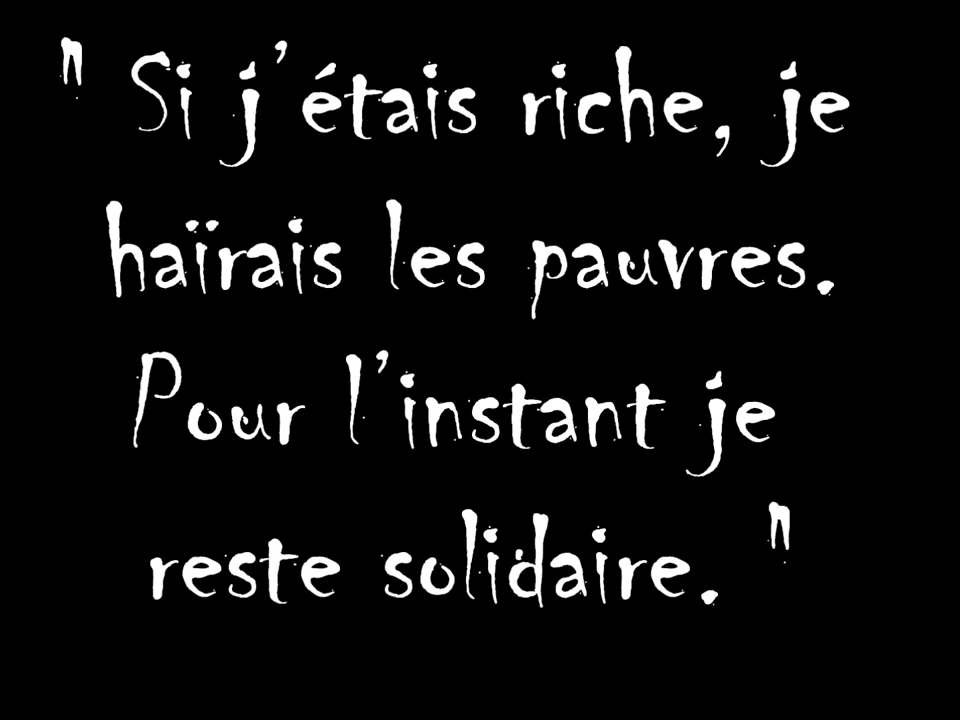 " Si j'étais riche, je
haïrais les pauvres.
Pour l'instant je
reste solidaire. "